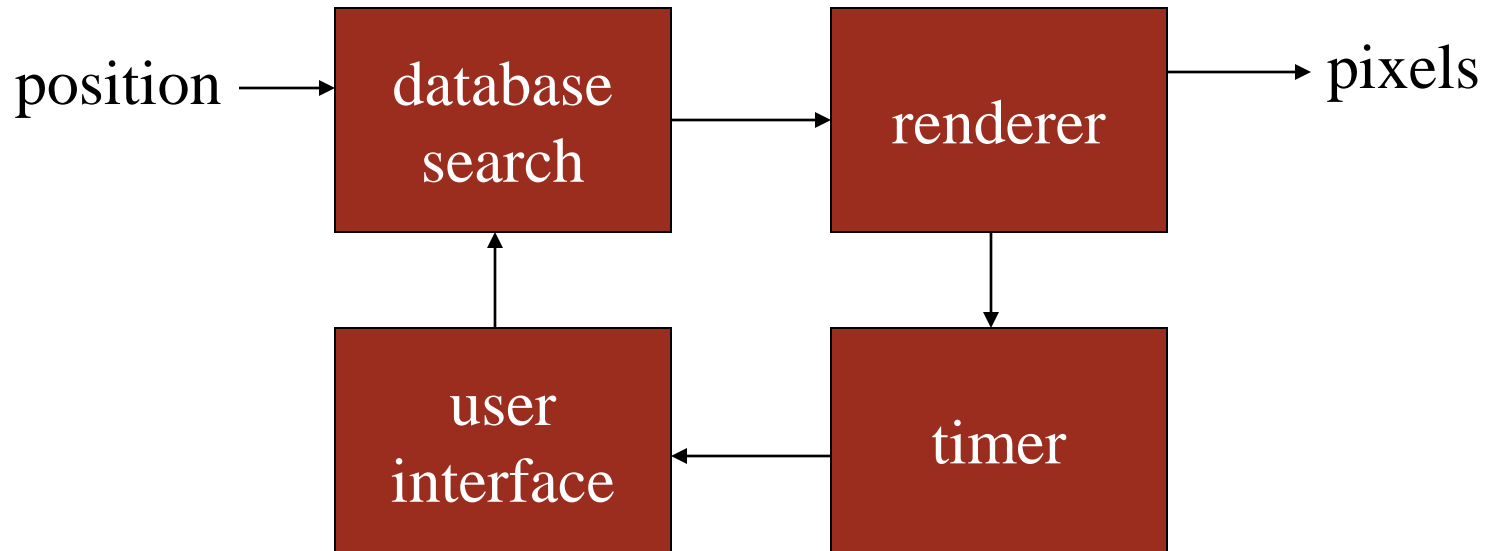 position
database
search
renderer
pixels
user
interface
timer